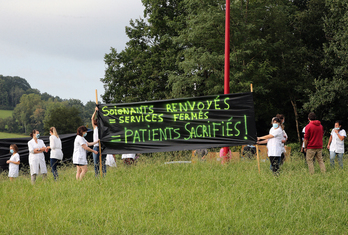 SOIGNANTS RENVOYÉS
= SERVICES FERMÉS
= PATIENTS SACRIFIÉS!